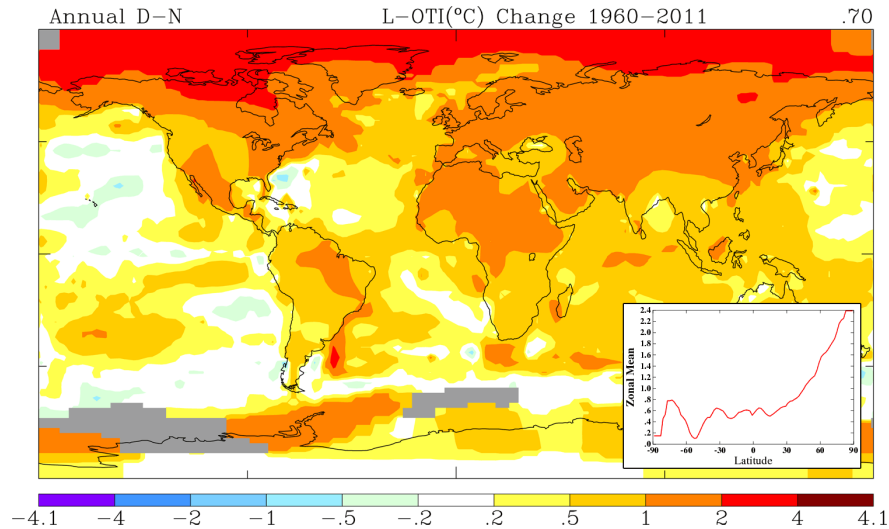 Annual D-N L-OTI(°C) Change 1960-2011 .70
2.4
2.2
2.0
1.8
1.6
1.4
1.2
1.0
.8
.6
.4
.2
.0
Zonal Mean
-90 -60 -30 0 30 60 90
Latitude
-4.1 -4 -2 -1 -.5 -.2 .2 .5 1 2 4 4.1